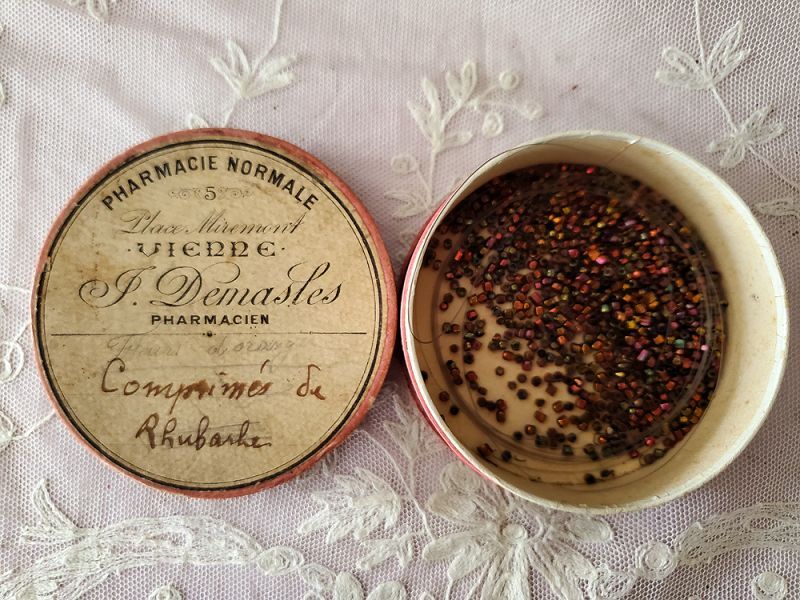 PHARMACIE NORMALE
5
Place Miremont
VIENNE
J. Demasles
PHARMACIEN
Comprimés de
Rhubarbe